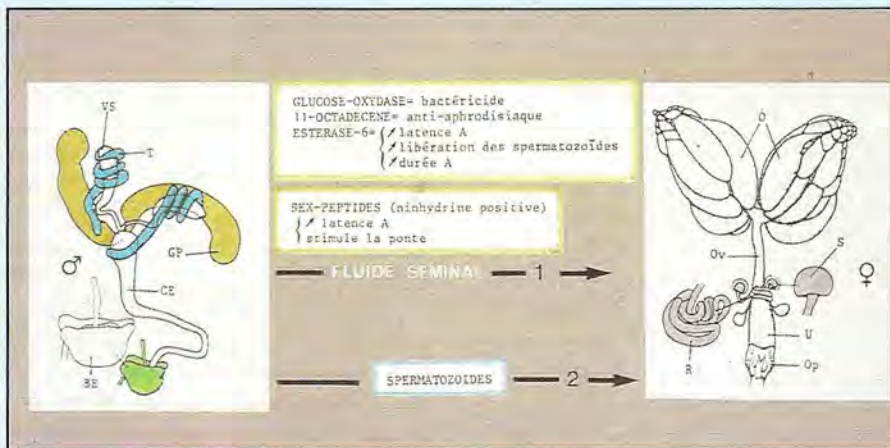 VS
T
GP
♂
CE
BE
GLUCOSE-OXYDASE= bactéricide
11-OCTADECENE= anti-aphrodisiaque
ESTERASE-6= ↗ latence A
↗ libération des spermatozoïdes
↗ durée A
SEX-PEPTIDES (ninhydrine positive)
↗ latence A
stimule la ponte
FLUIDE SEMINAL 1
SPERMATOZOIDES 2
O
Ov
S
♀
R
U
Op